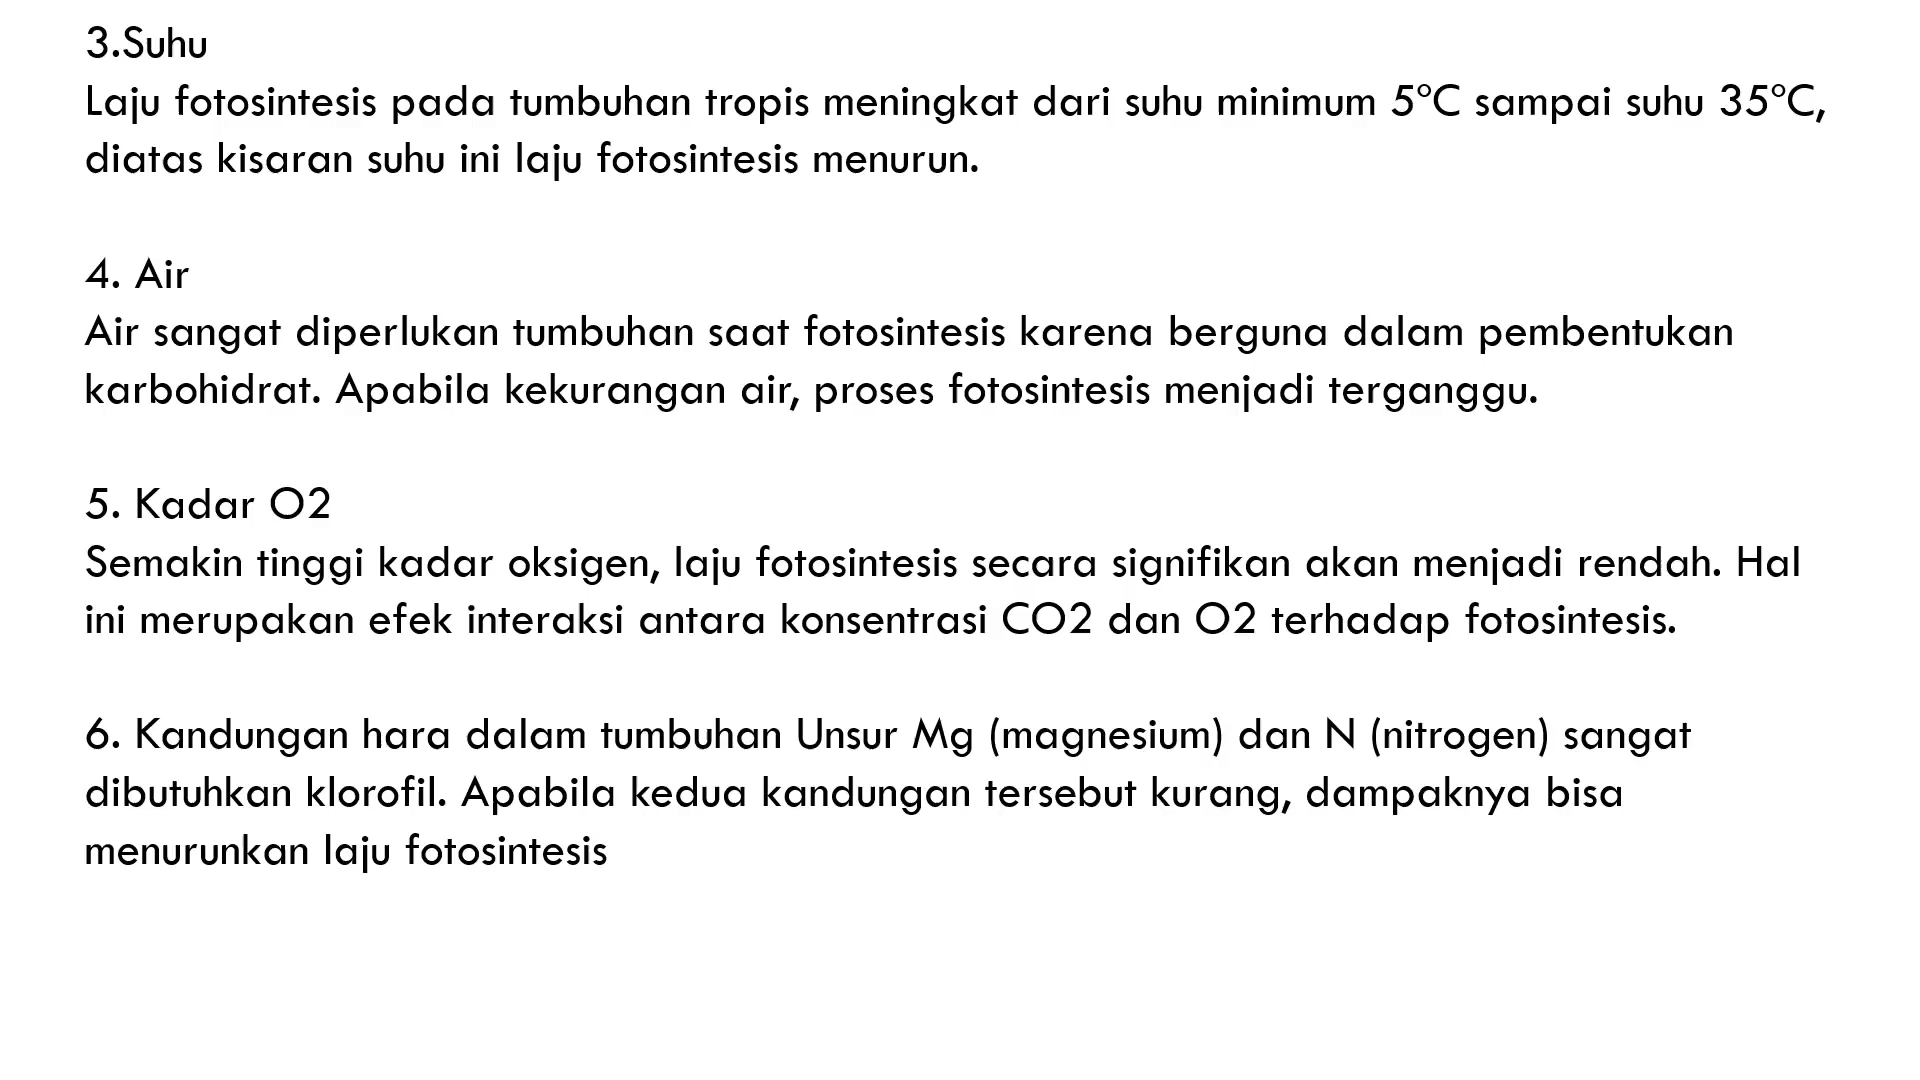 3.Suhu
Laju fotosintesis pada tumbuhan tropis meningkat dari suhu minimum 5°C sampai suhu 35°C,
diatas kisaran suhu ini laju fotosintesis menurun.
4. Air
Air sangat diperlukan tumbuhan saat fotosintesis karena berguna dalam pembentukan
karbohidrat. Apabila kekurangan air, proses fotosintesis menjadi terganggu.
5. Kadar O2
Semakin tinggi kadar oksigen, laju fotosintesis secara signifikan akan menjadi rendah. Hal
ini merupakan efek interaksi antara konsentrasi CO2 dan O2 terhadap fotosintesis.
6. Kandungan hara dalam tumbuhan Unsur Mg (magnesium) dan N (nitrogen) sangat
dibutuhkan klorofil. Apabila kedua kandungan tersebut kurang, dampaknya bisa
menurunkan laju fotosintesis